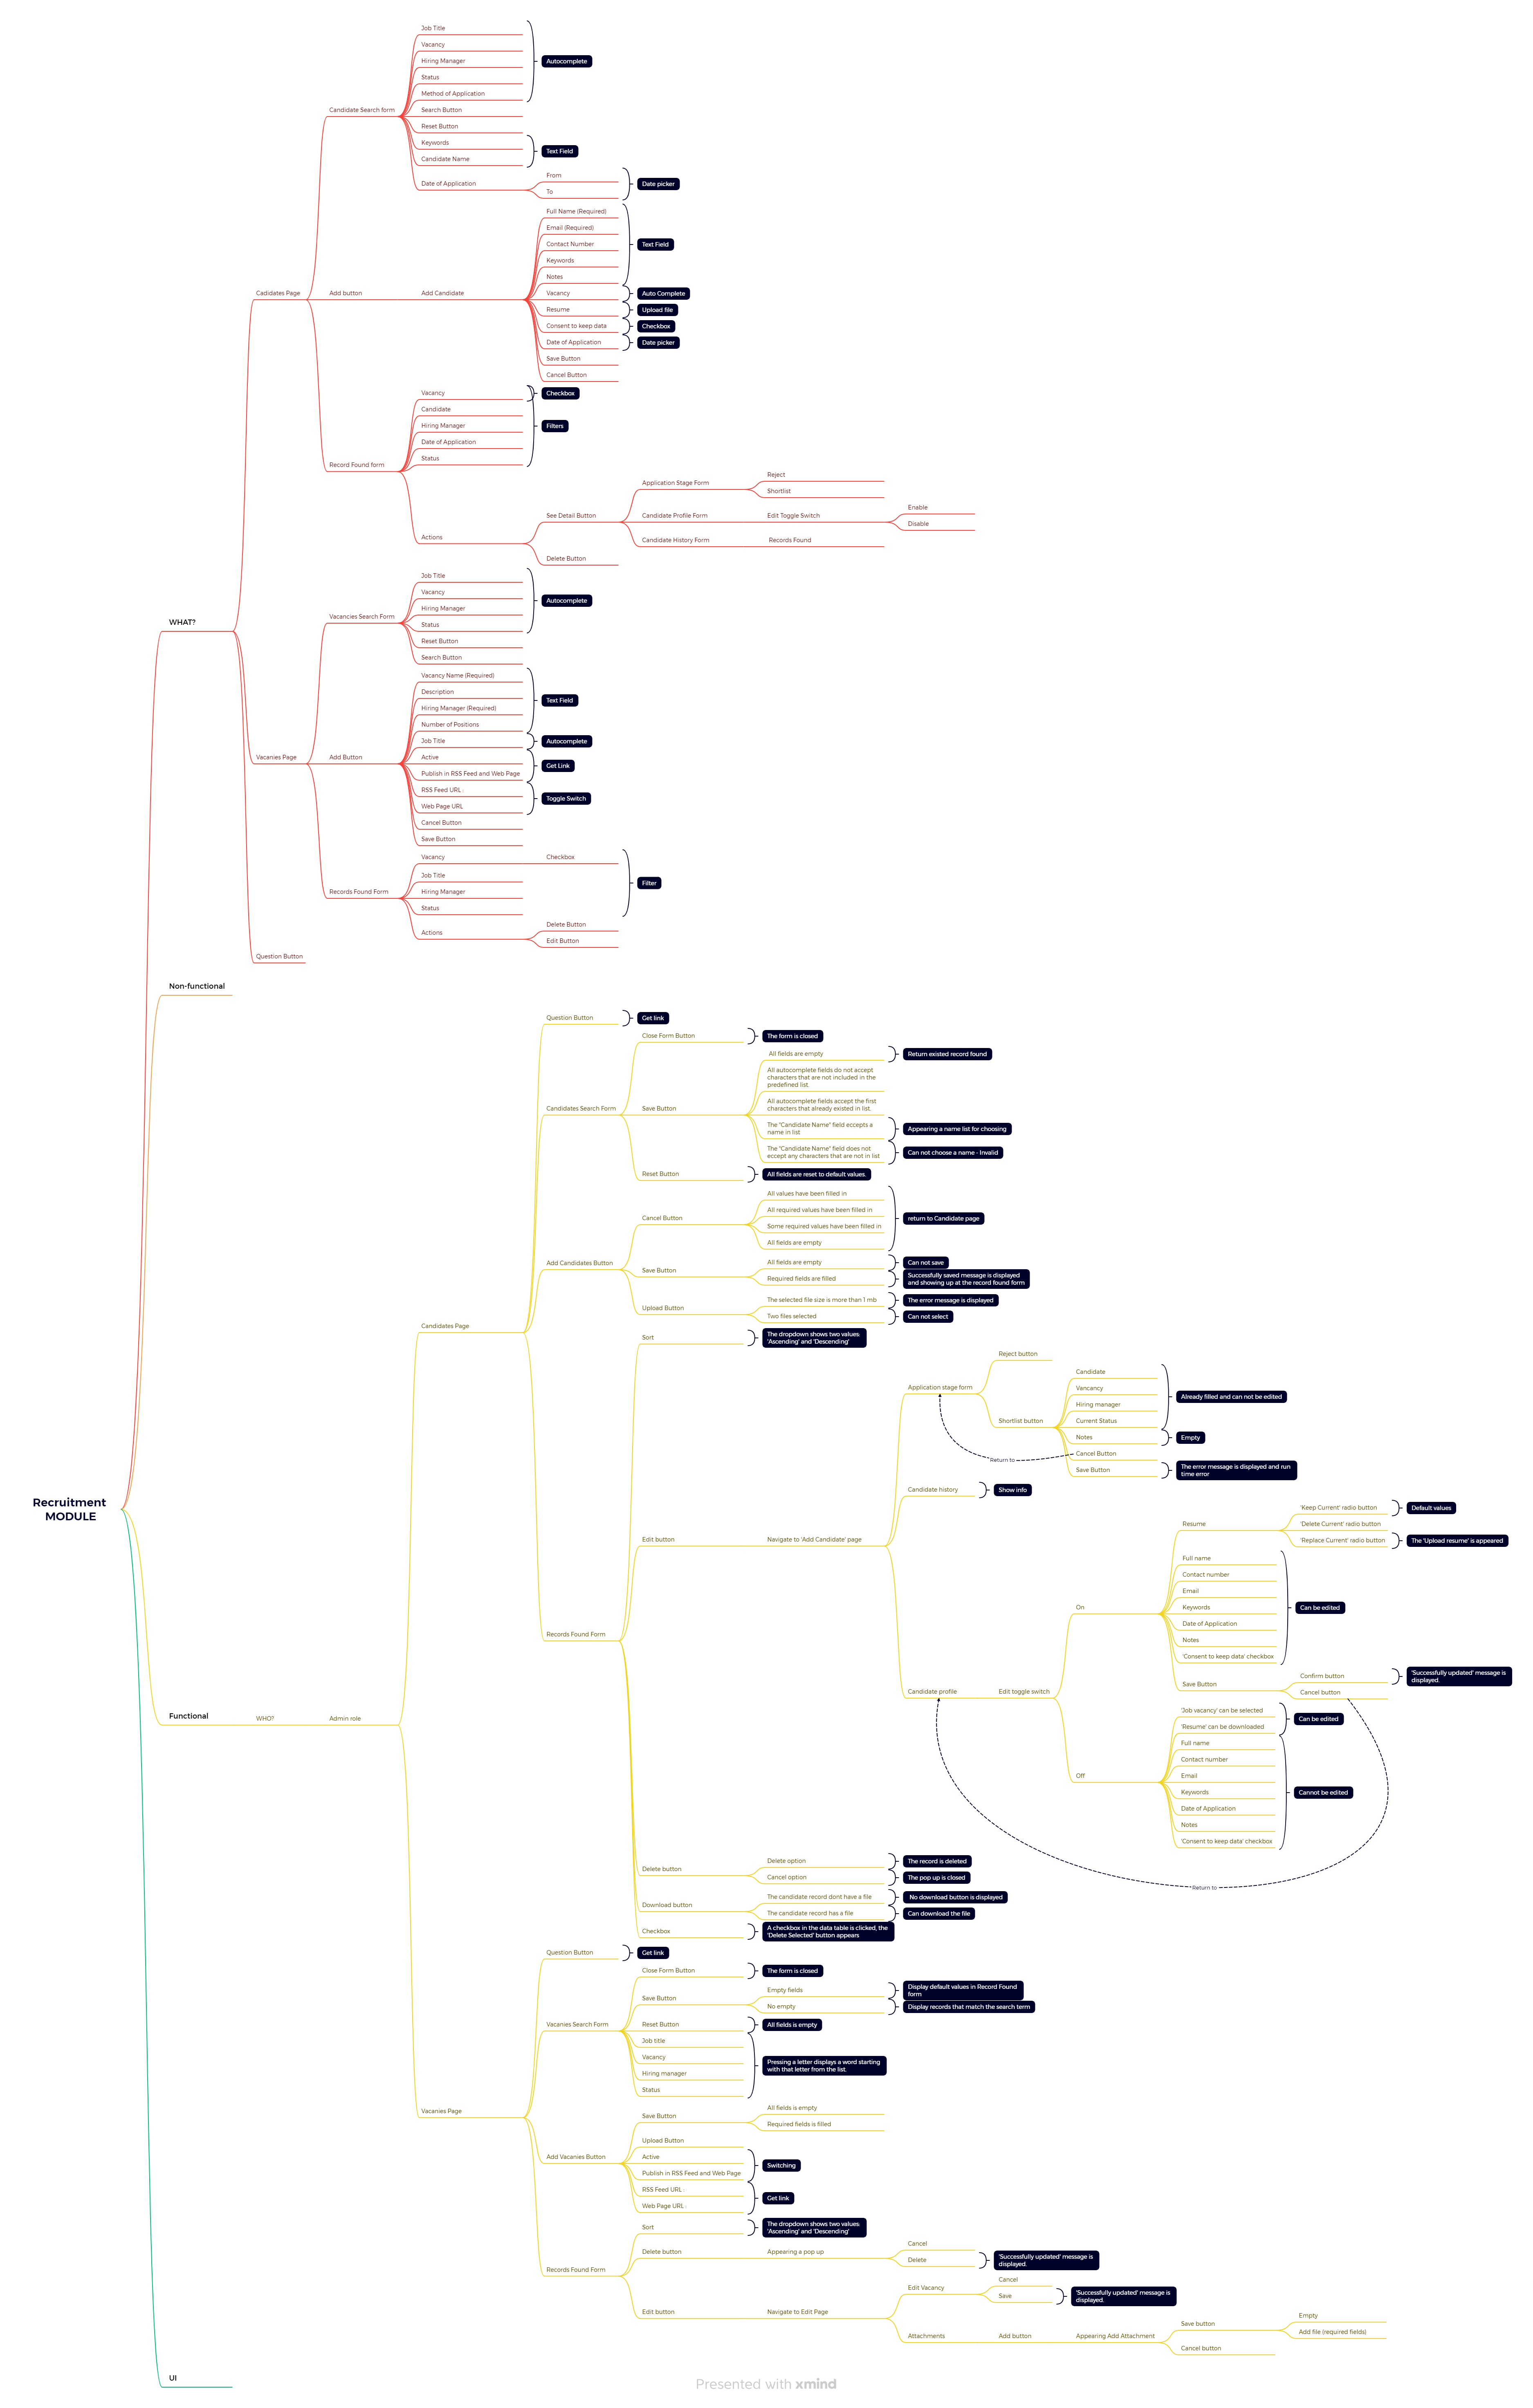 Recruitment
MODULE
WHAT?
Cadidates Page
Candidate Search form
Job Title
Vacancy
Hiring Manager
Status
Method of Application
Autocomplete
Search Button
Reset Button
Keywords
Candidate Name
Text Field
Date of Application
From
To
Date picker
Add button
Add Candidate
Full Name (Required)
Email (Required)
Contact Number
Keywords
Notes
Text Field
Vacancy
Auto Complete
Resume
Upload file
Consent to keep data
Checkbox
Date of Application
Date picker
Save Button
Cancel Button
Record Found form
Vacancy
Checkbox
Candidate
Hiring Manager
Date of Application
Status
Filters
Actions
See Detail Button
Application Stage Form
Reject
Shortlist
Candidate Profile Form
Edit Toggle Switch
Enable
Disable
Candidate History Form
Records Found
Delete Button
Vacanies Page
Vacancies Search Form
Job Title
Vacancy
Hiring Manager
Status
Autocomplete
Reset Button
Search Button
Add Button
Vacancy Name (Required)
Description
Hiring Manager (Required)
Number of Positions
Text Field
Job Title
Autocomplete
Active
Publish in RSS Feed and Web Page
Get Link
RSS Feed URL :
Web Page URL
Toggle Switch
Cancel Button
Save Button
Records Found Form
Vacancy
Checkbox
Job Title
Hiring Manager
Status
Filter
Actions
Delete Button
Edit Button
Question Button
Non-functional
Functional
WHO?
Admin role
Candidates Page
Question Button
Get link
Candidates Search Form
Close Form Button
The form is closed
Save Button
All fields are empty
Return existed record found
All autocomplete fields do not accept
characters that are not included in the
predefined list.
All autocomplete fields accept the first
characters that already existed in list.
The "Candidate Name" field eccepts a
name in list
Appearing a name list for choosing
The "Candidate Name" field does not
eccept any characters that are not in list
Can not choose a name - Invalid
Reset Button
All fields are reset to default values.
Add Candidates Button
Cancel Button
All values have been filled in
All required values have been filled in
Some required values have been filled in
All fields are empty
return to Candidate page
Save Button
All fields are empty
Can not save
Required fields are filled
Successfully saved message is displayed
and showing up at the record found form
Upload Button
The selected file size is more than 1 mb
The error message is displayed
Two files selected
Can not select
Records Found Form
Sort
The dropdown shows two values:
'Ascending' and 'Descending'
Edit button
Navigate to 'Add Candidate' page
Application stage form
Reject button
Shortlist button
Candidate
Vancancy
Hiring manager
Current Status
Already filled and can not be edited
Notes
Empty
Cancel Button
Return to
Save Button
The error message is displayed and run
time error
Candidate history
Show info
Candidate profile
Edit toggle switch
On
Resume
'Keep Current' radio button
Default values
'Delete Current' radio button
'Replace Current' radio button
The 'Upload resume' is appeared
Full name
Contact number
Email
Keywords
Date of Application
Notes
'Consent to keep data' checkbox
Can be edited
Save Button
Confirm button
'Successfully updated' message is
displayed.
Cancel button
Return to
Off
'Job vacancy' can be selected
'Resume' can be downloaded
Can be edited
Full name
Contact number
Email
Keywords
Date of Application
Notes
'Consent to keep data' checkbox
Cannot be edited
Delete button
Delete option
The record is deleted
Cancel option
The pop up is closed
Download button
The candidate record dont have a file
No download button is displayed
The candidate record has a file
Can download the file
Checkbox
A checkbox in the data table is clicked, the
'Delete Selected' button appears
Vacanies Page
Question Button
Get link
Vacanies Search Form
Close Form Button
The form is closed
Save Button
Empty fields
Display default values in Record Found
form
No empty
Display records that match the search term
Reset Button
All fields is empty
Job title
Vacancy
Hiring manager
Status
Pressing a letter displays a word starting
with that letter from the list.
Add Vacanies Button
Save Button
All fields is empty
Required fields is filled
Upload Button
Active
Publish in RSS Feed and Web Page
Switching
RSS Feed URL :
Web Page URL :
Get link
Records Found Form
Sort
The dropdown shows two values:
'Ascending' and 'Descending'
Delete button
Appearing a pop up
Cancel
Delete
'Successfully updated' message is
displayed.
Edit button
Navigate to Edit Page
Edit Vacancy
Cancel
Save
'Successfully updated' message is
displayed.
Attachments
Add button
Appearing Add Attachment
Save button
Empty
Add file (required fields)
Cancel button
UI
Presented with xmind